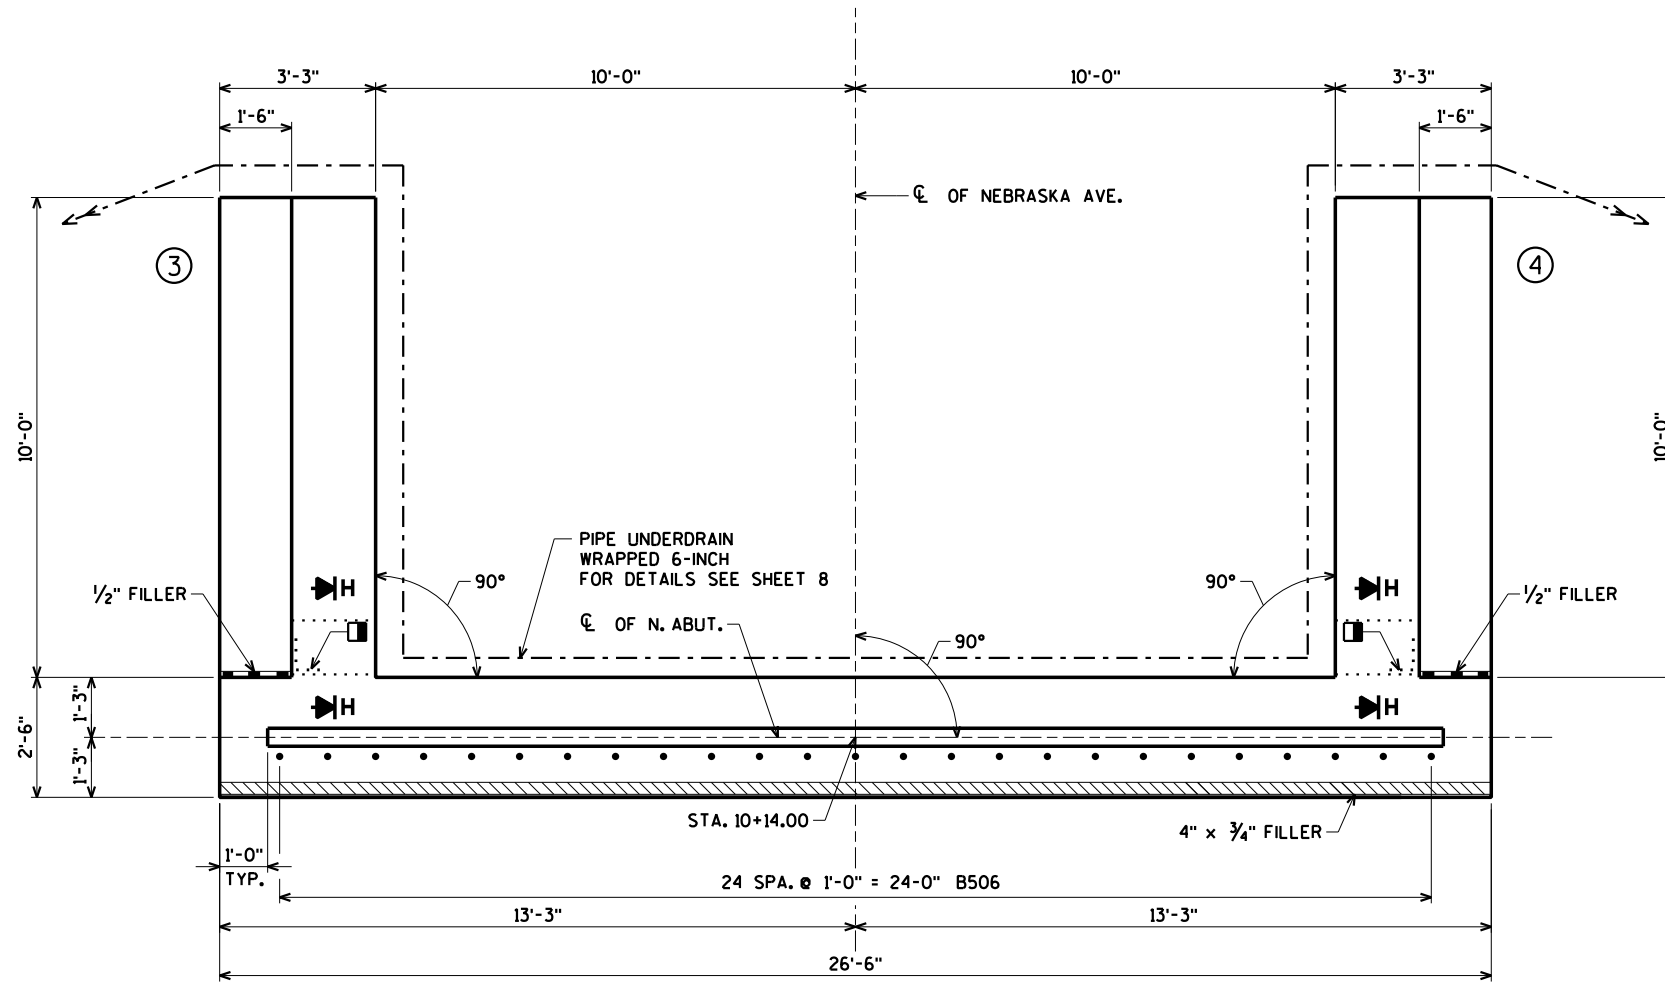 3'-3" 10'-0" 10'-0" 3'-3"
1'-6" 1'-6"
℄ OF NEBRASKA AVE.
3 4
10'-0" 10'-0"
PIPE UNDERDRAIN
WRAPPED 6-INCH
FOR DETAILS SEE SHEET 8
90° 90°
½" FILLER H H ½" FILLER
℄ OF N. ABUT.
90°
H H
2'-6" 1'-3"
1'-3"
STA. 10+14.00
4" x ¾" FILLER
1'-0"
TYP.
24 SPA. @ 1'-0" = 24-0" B506
13'-3" 13'-3"
26'-6"